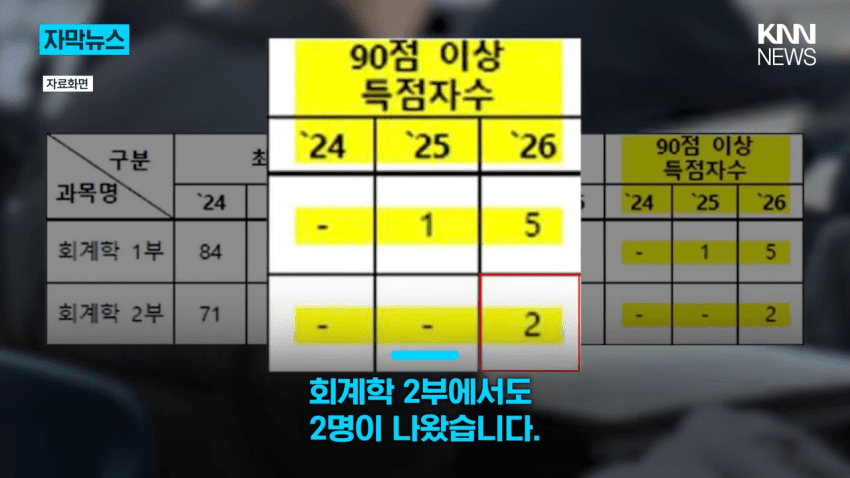 자막뉴스
KNN
NEWS
자료화면
90점 이상
득점자수
`24 `25 `26
- 1 5
- - 2
구분
과목명
최
`24
90점 이상
득점자수
`24 `25 `26
회계학 1부 84 - 1 5
회계학 2부 71 - - 2
회계학 2부에서도
2명이 나왔습니다.